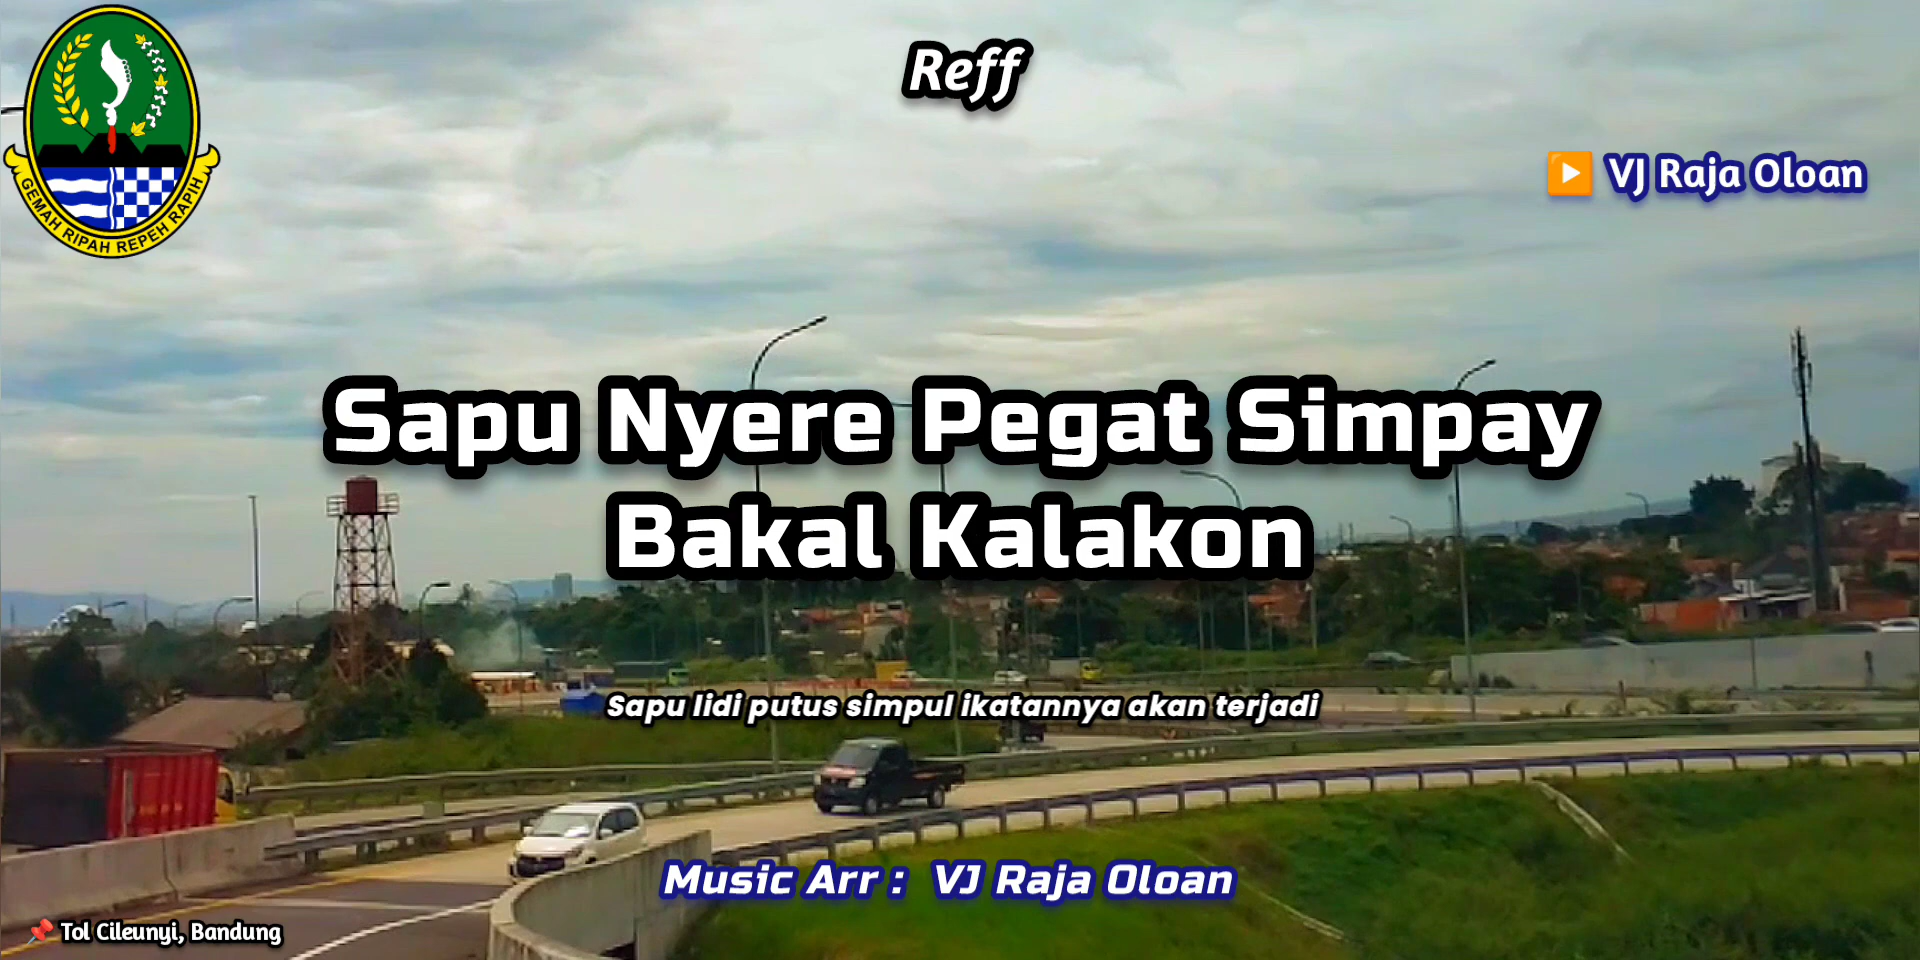 Reff
GEMAH RIPAH REPEH RAPIH
VJ Raja Oloan
Sapu Nyere Pegat Simpay
Bakal Kalakon
Sapu lidi putus simpul ikatannya akan terjadi
Music Arr : VJ Raja Oloan
Tol Cileunyi, Bandung